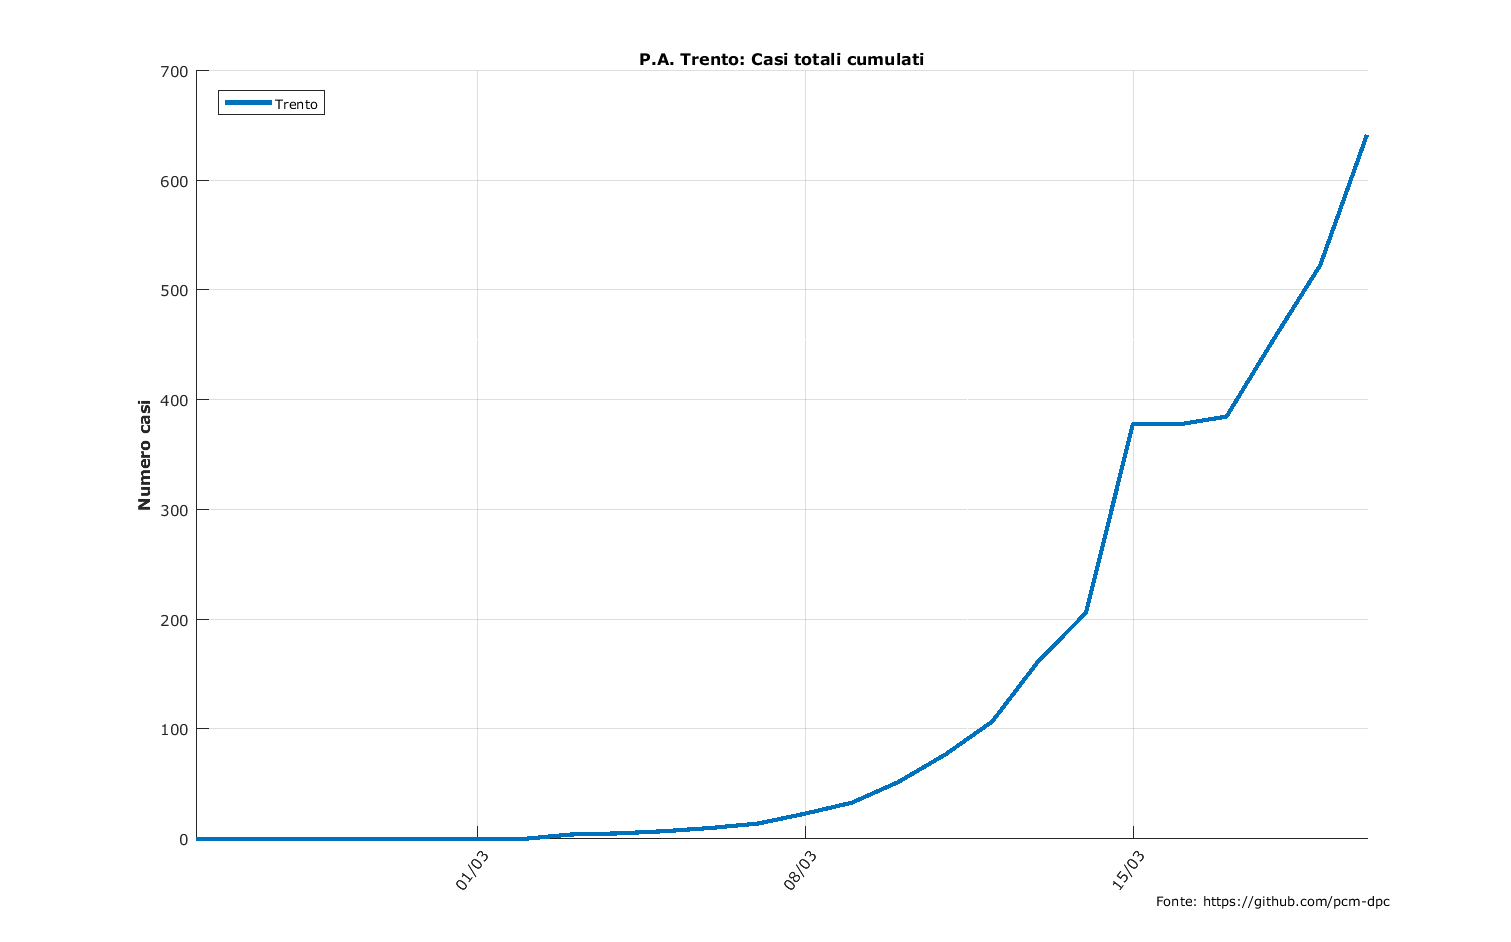 P.A. Trento: Casi totali cumulati
Trento
700
600
500
400
300
200
100
0
Numero casi
01/03
08/03
15/03
Fonte: https://github.com/pcm-dpc